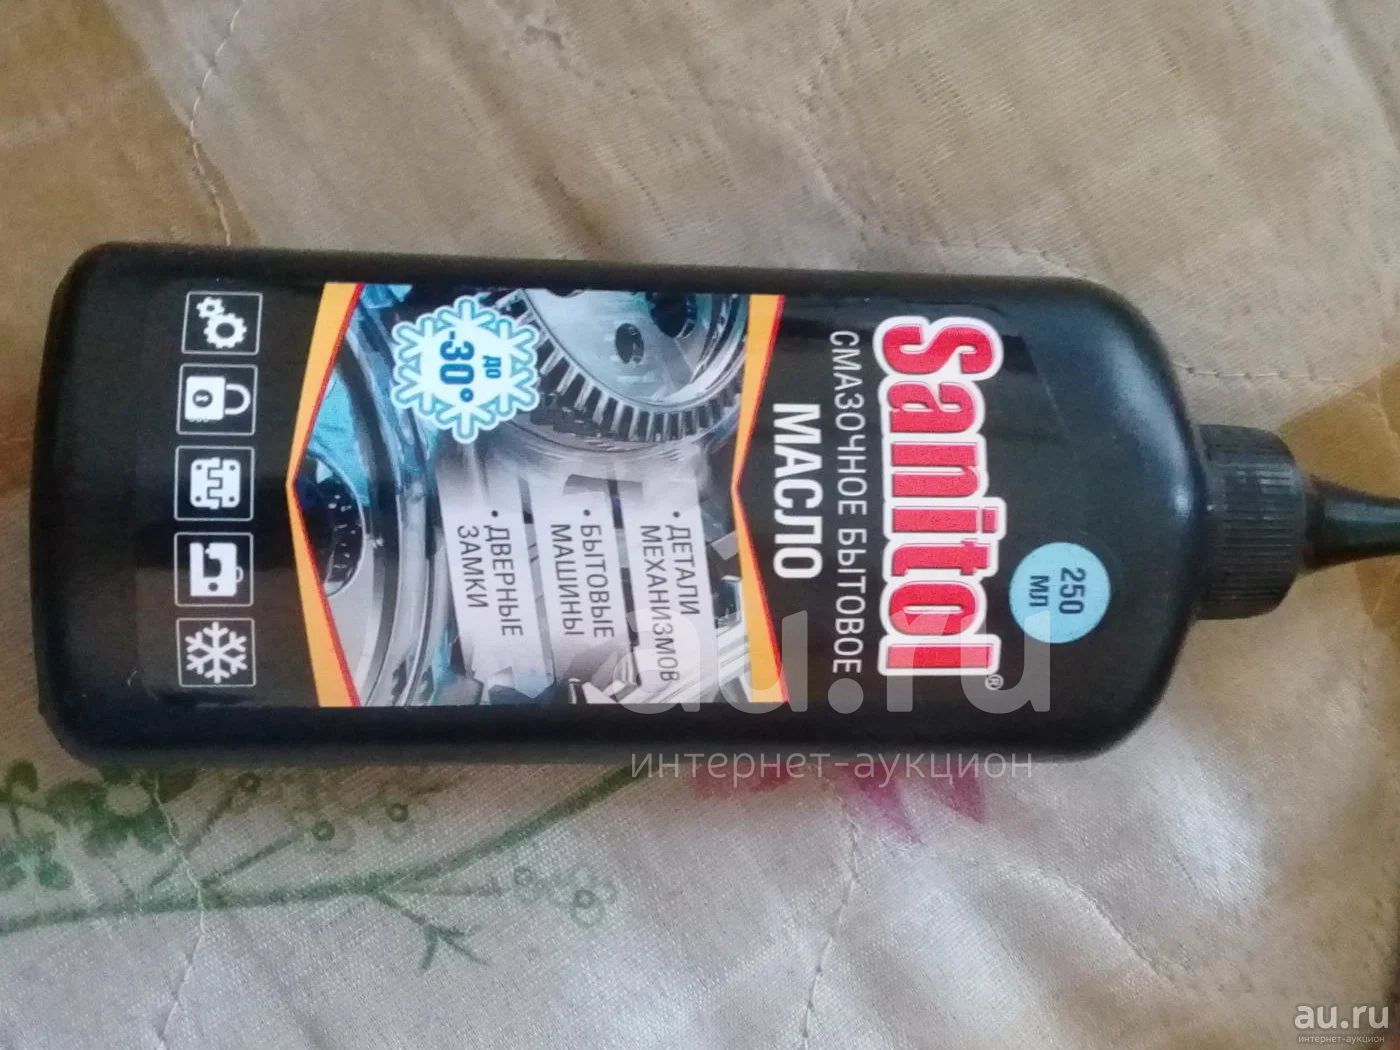 250
МЛ
Sanitol®
СМАЗОЧНОЕ БЫТОВОЕ
МАСЛО
• ДЕТАЛИ
МЕХАНИЗМОВ
• БЫТОВЫЕ
МАШИНЫ
• ДВЕРНЫЕ
ЗАМКИ
ДО
-30°
au.ru
интернет-аукцион
au.ru
интернет-аукцион